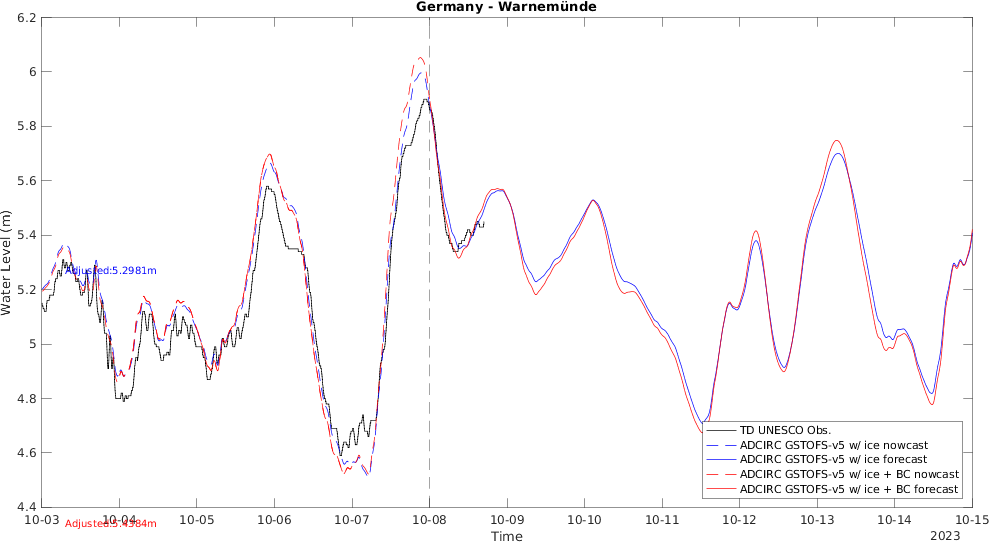 Germany - Warnemünde
Water Level (m)
6.2
6
5.8
5.6
5.4
5.2
5
4.8
4.6
4.4
Adjusted:5.2981m
TD UNESCO Obs.
ADCIRC GSTOFS-v5 w/ ice nowcast
ADCIRC GSTOFS-v5 w/ ice forecast
ADCIRC GSTOFS-v5 w/ ice + BC nowcast
ADCIRC GSTOFS-v5 w/ ice + BC forecast
10-03 10-04 10-05 10-06 10-07 10-08 10-09 10-10 10-11 10-12 10-13 10-14 10-15
Adjusted:5.4384m
Time
2023